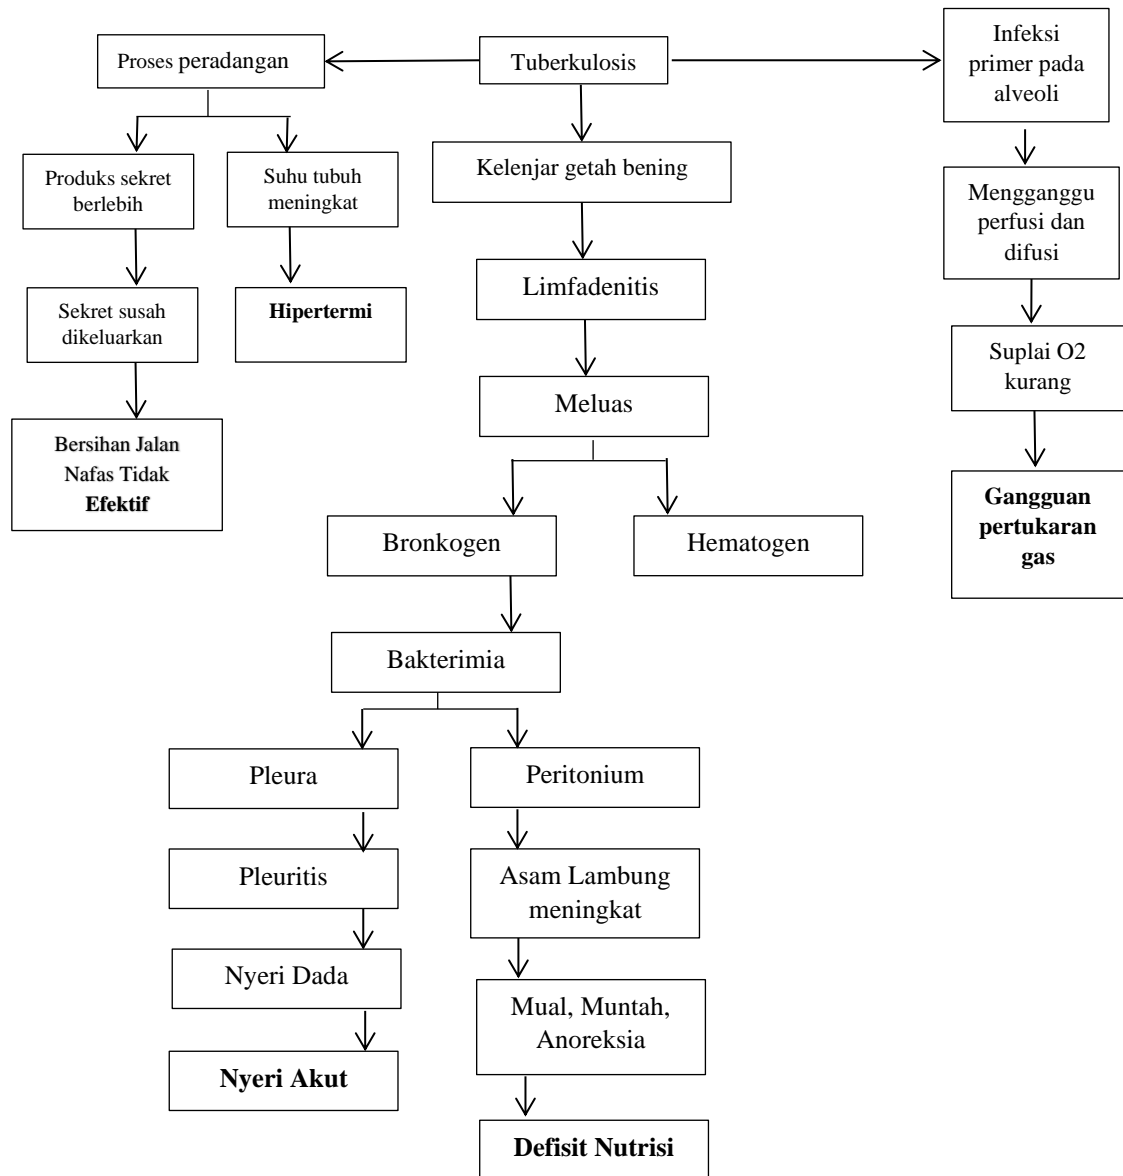 Proses peradangan
Tuberkulosis
Infeksi
primer pada
alveoli
Produks sekret
berlebih
Suhu tubuh
meningkat
Kelenjar getah bening
Mengganggu
perfusi dan
difusi
Sekret susah
dikeluarkan
Hipertermi
Limfadenitis
Suplai O2
kurang
Meluas
Bersihan Jalan
Nafas Tidak
Efektif
Gangguan
pertukaran
gas
Bronkogen
Hematogen
Bakterimia
Pleura
Peritonium
Pleuritis
Asam Lambung
meningkat
Nyeri Dada
Mual, Muntah,
Anoreksia
Nyeri Akut
Defisit Nutrisi